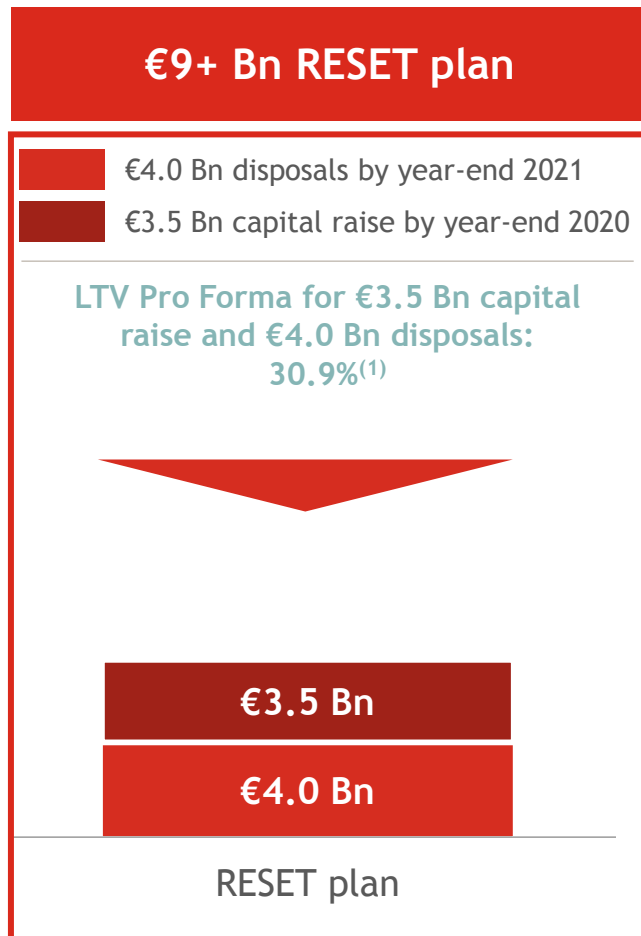 €9+ Bn RESET plan
€4.0 Bn disposals by year-end 2021
€3.5 Bn capital raise by year-end 2020
LTV Pro Forma for €3.5 Bn capital
raise and €4.0 Bn disposals:
30.9%(1)
€3.5 Bn
€4.0 Bn
RESET plan